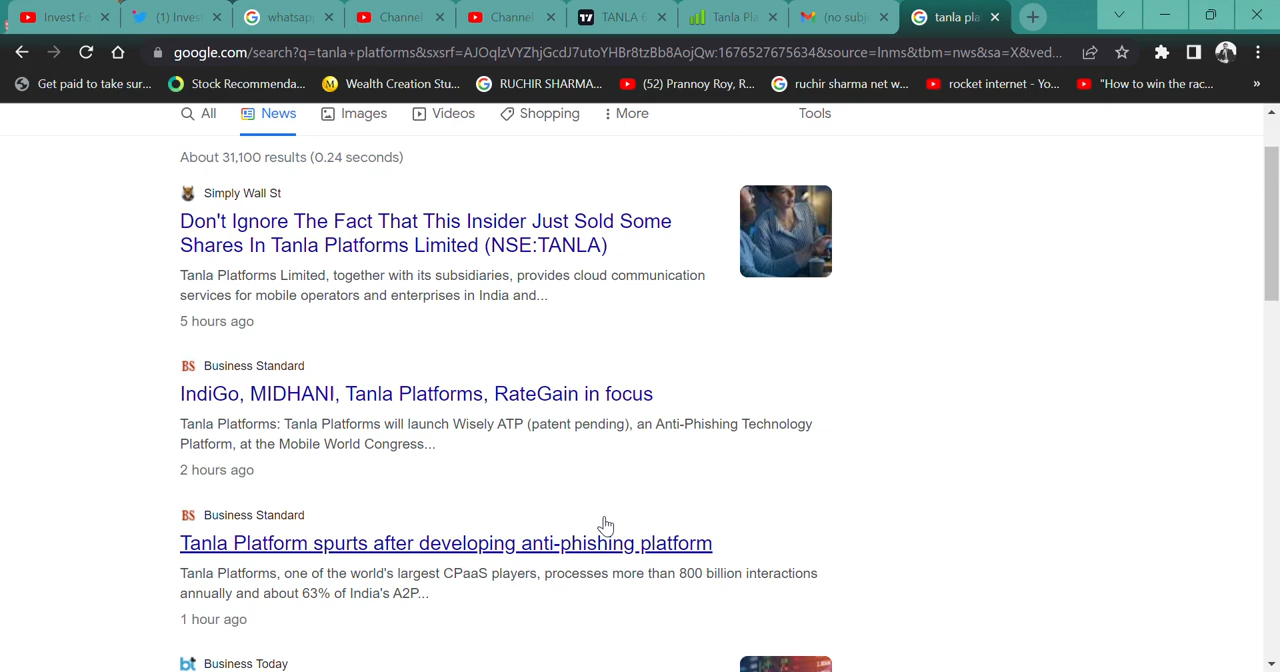 Invest Fo
(1) Invest
whatsap
Channel
Channel
TANLA 6
Tanla Pla
(no subj
tanla pla
google.com/search?q=tanla+platforms&sxsrf=AJOqlzVYZhjGcdJ7utoYHBr8tzBb8AojQw:1676527675634&source=lnms&tbm=nws&sa=X&ved...
Get paid to take sur...
Stock Recommenda...
Wealth Creation Stu...
RUCHIR SHARMA...
(52) Prannoy Roy, R...
ruchir sharma net w...
rocket internet - Yo...
"How to win the rac...
»
All
News
Images
Videos
Shopping
More
Tools
About 31,100 results (0.24 seconds)
Simply Wall St
Don't Ignore The Fact That This Insider Just Sold Some
Shares In Tanla Platforms Limited (NSE:TANLA)
Tanla Platforms Limited, together with its subsidiaries, provides cloud communication
services for mobile operators and enterprises in India and...
5 hours ago
BS Business Standard
IndiGo, MIDHANI, Tanla Platforms, RateGain in focus
Tanla Platforms: Tanla Platforms will launch Wisely ATP (patent pending), an Anti-Phishing Technology
Platform, at the Mobile World Congress...
2 hours ago
BS Business Standard
Tanla Platform spurts after developing anti-phishing platform
Tanla Platforms, one of the world's largest CPaaS players, processes more than 800 billion interactions
annually and about 63% of India's A2P...
1 hour ago
bt Business Today